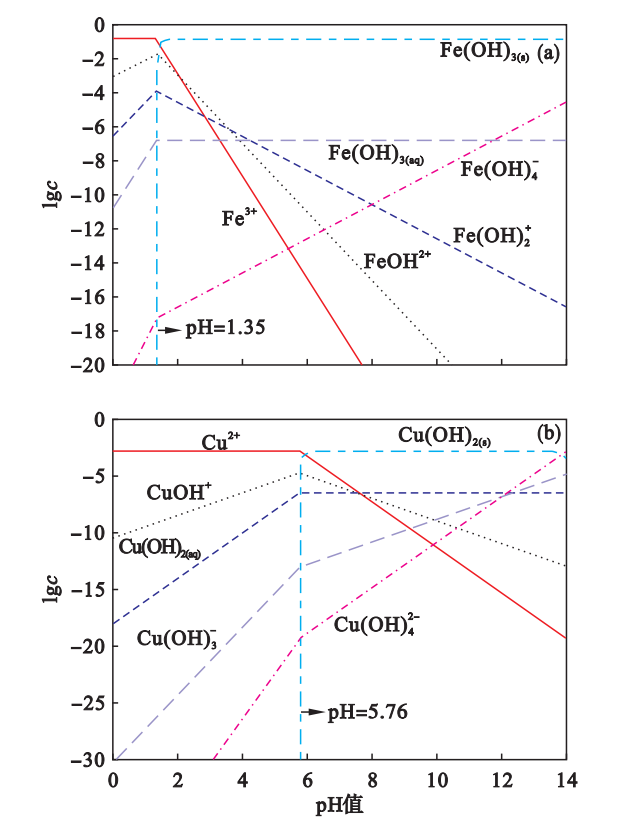 0
Fe(OH)3(s) (a)
−2
−4
−6
Fe(OH)3(aq)
−8
Fe(OH)4−
−10
lgc
Fe3+
−12
Fe(OH)2+
FeOH2+
−14
−16
pH=1.35
−18
−20
0
Cu2+
Cu(OH)2(s)
(b)
−5
CuOH+
−10
Cu(OH)2(aq)
−15
lgc
Cu(OH)3−
Cu(OH)42−
−20
−25
pH=5.76
−30
0 2 4 6 8 10 12 14
pH值